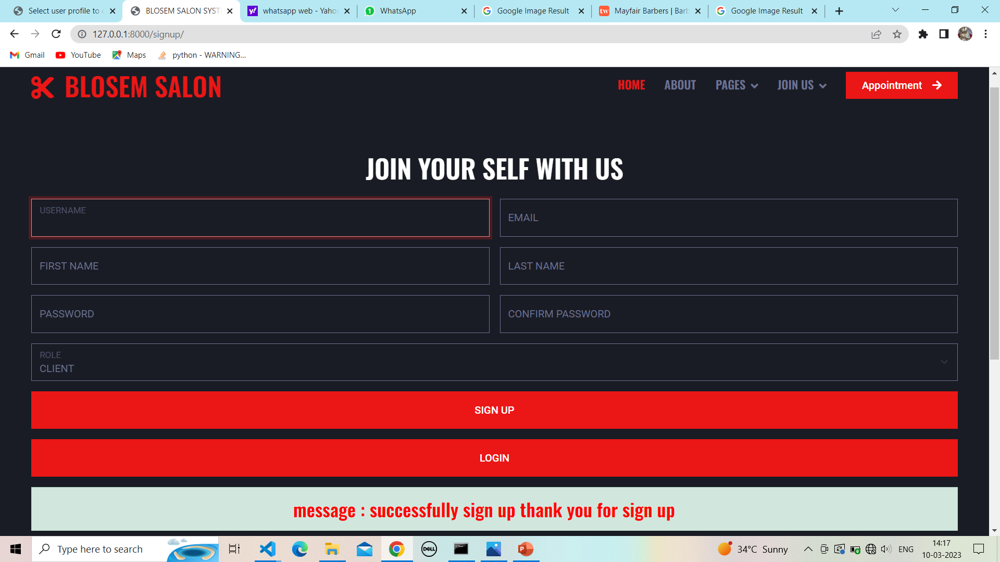 Select user profile to
BLOSEM SALON SYST
whatsapp web - Yaho
WhatsApp
Google Image Result
Mayfair Barbers | Barb
Google Image Result
127.0.0.1:8000/signup/
Gmail
YouTube
Maps
python - WARNING...
BLOSEM SALON
HOME
ABOUT
PAGES
JOIN US
Appointment
JOIN YOUR SELF WITH US
USERNAME
EMAIL
FIRST NAME
LAST NAME
PASSWORD
CONFIRM PASSWORD
ROLE
CLIENT
SIGN UP
LOGIN
message : successfully sign up thank you for sign up
Type here to search
DELL
34°C Sunny
ENG
14:17
10-03-2023